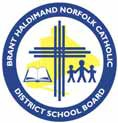 BRANT HALDIMAND NORFOLK CATHOLIC
DISTRICT SCHOOL BOARD